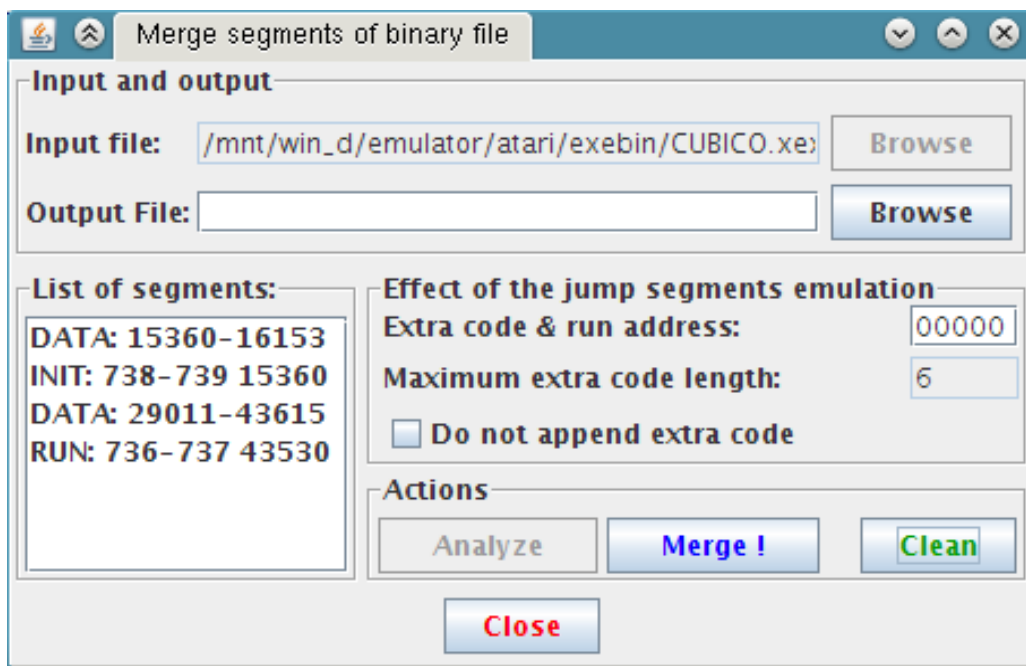 Merge segments of binary file
Input and output
Input file: /mnt/win_d/emulator/atari/exebin/CUBICO.xex Browse
Output File: Browse
List of segments:
DATA: 15360-16153
INIT: 738-739 15360
DATA: 29011-43615
RUN: 736-737 43530
Effect of the jump segments emulation
Extra code & run address: 00000
Maximum extra code length: 6
Do not append extra code
Actions
Analyze Merge ! Clean
Close